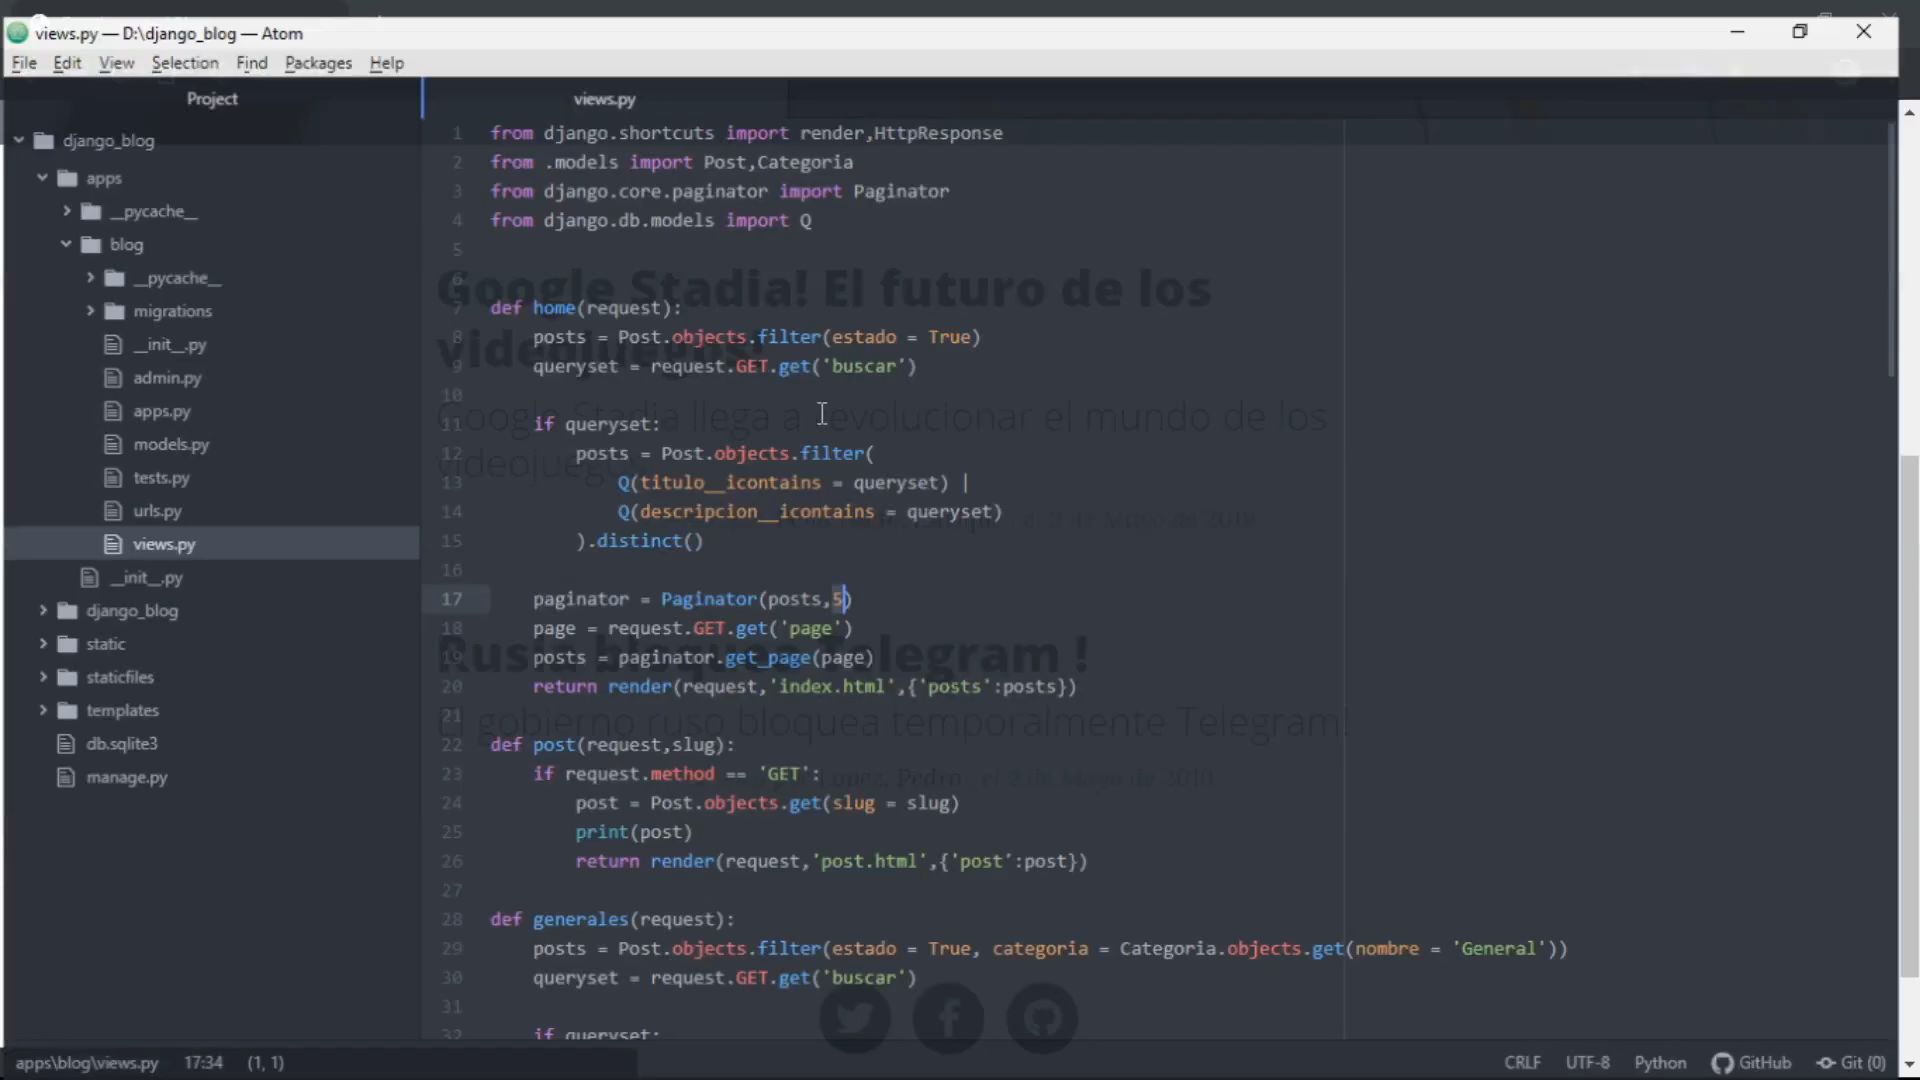 views.py — D:\django_blog — Atom
File Edit View Selection Find Packages Help
Project
views.py
django_blog
apps
__pycache__
blog
__pycache__
migrations
__init__.py
admin.py
apps.py
models.py
tests.py
urls.py
views.py
__init__.py
django_blog
static
staticfiles
templates
db.sqlite3
manage.py
1 from django.shortcuts import render,HttpResponse
2 from .models import Post,Categoria
3 from django.core.paginator import Paginator
4 from django.db.models import Q
5
6
7 def home(request):
8 posts = Post.objects.filter(estado = True)
9 queryset = request.GET.get('buscar')
10
11 if queryset:
12 posts = Post.objects.filter(
13 Q(titulo__icontains = queryset) |
14 Q(descripcion__icontains = queryset)
15 ).distinct()
16
17 paginator = Paginator(posts,5)
18 page = request.GET.get('page')
19 posts = paginator.get_page(page)
20 return render(request,'index.html',{'posts':posts})
21
22 def post(request,slug):
23 if request.method == 'GET':
24 post = Post.objects.get(slug = slug)
25 print(post)
26 return render(request,'post.html',{'post':post})
27
28 def generales(request):
29 posts = Post.objects.filter(estado = True, categoria = Categoria.objects.get(nombre = 'General'))
30 queryset = request.GET.get('buscar')
31
32 if queryset:
Google Stadia! El futuro de los
videojuegos!
Google Stadia llega a revolucionar el mundo de los
videojuegos
Rusia bloquea Telegram !
El gobierno ruso bloquea temporalmente Telegram!
Lopez, Pedro, el 9 de Marzo de 2019
apps\blog\views.py 17:34 (1, 1)
CRLF UTF-8 Python GitHub Git (0)